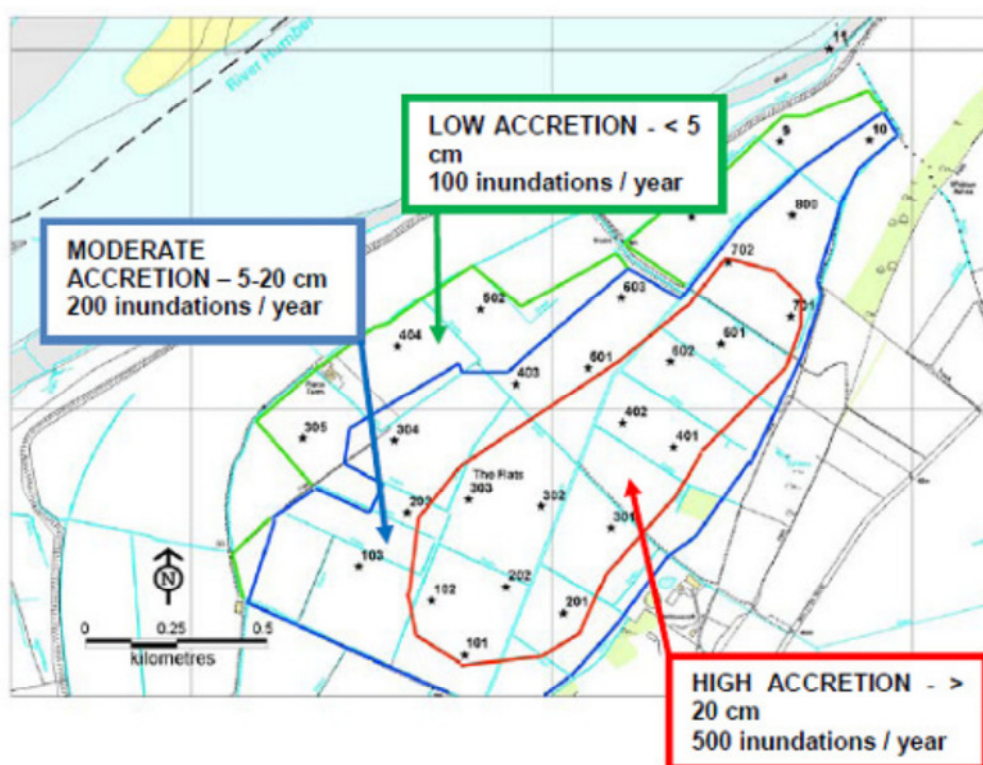 River Humber
11
LOW ACCRETION - < 5
cm
100 inundations / year
9
10
MODERATE
ACCRETION – 5-20 cm
200 inundations / year
800
702
603
502
701
404
601
501
602
403
402
305
304
401
The Flats
303
203
302
301
103
N
202
102
201
0 0.25 0.5
kilometres
101
HIGH ACCRETION - >
20 cm
500 inundations / year